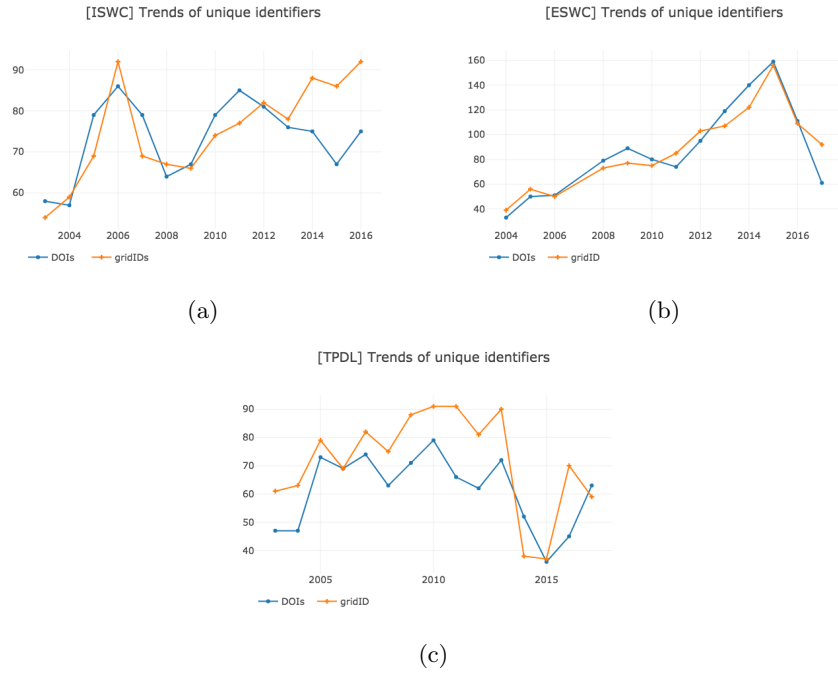 [ISWC] Trends of unique identifiers
90
80
70
60
2004 2006 2008 2010 2012 2014 2016
DOIs gridIDs
(a)
[ESWC] Trends of unique identifiers
160
140
120
100
80
60
40
2004 2006 2008 2010 2012 2014 2016
DOIs gridID
(b)
[TPDL] Trends of unique identifiers
90
80
70
60
50
40
2005 2010 2015
DOIs gridID
(c)